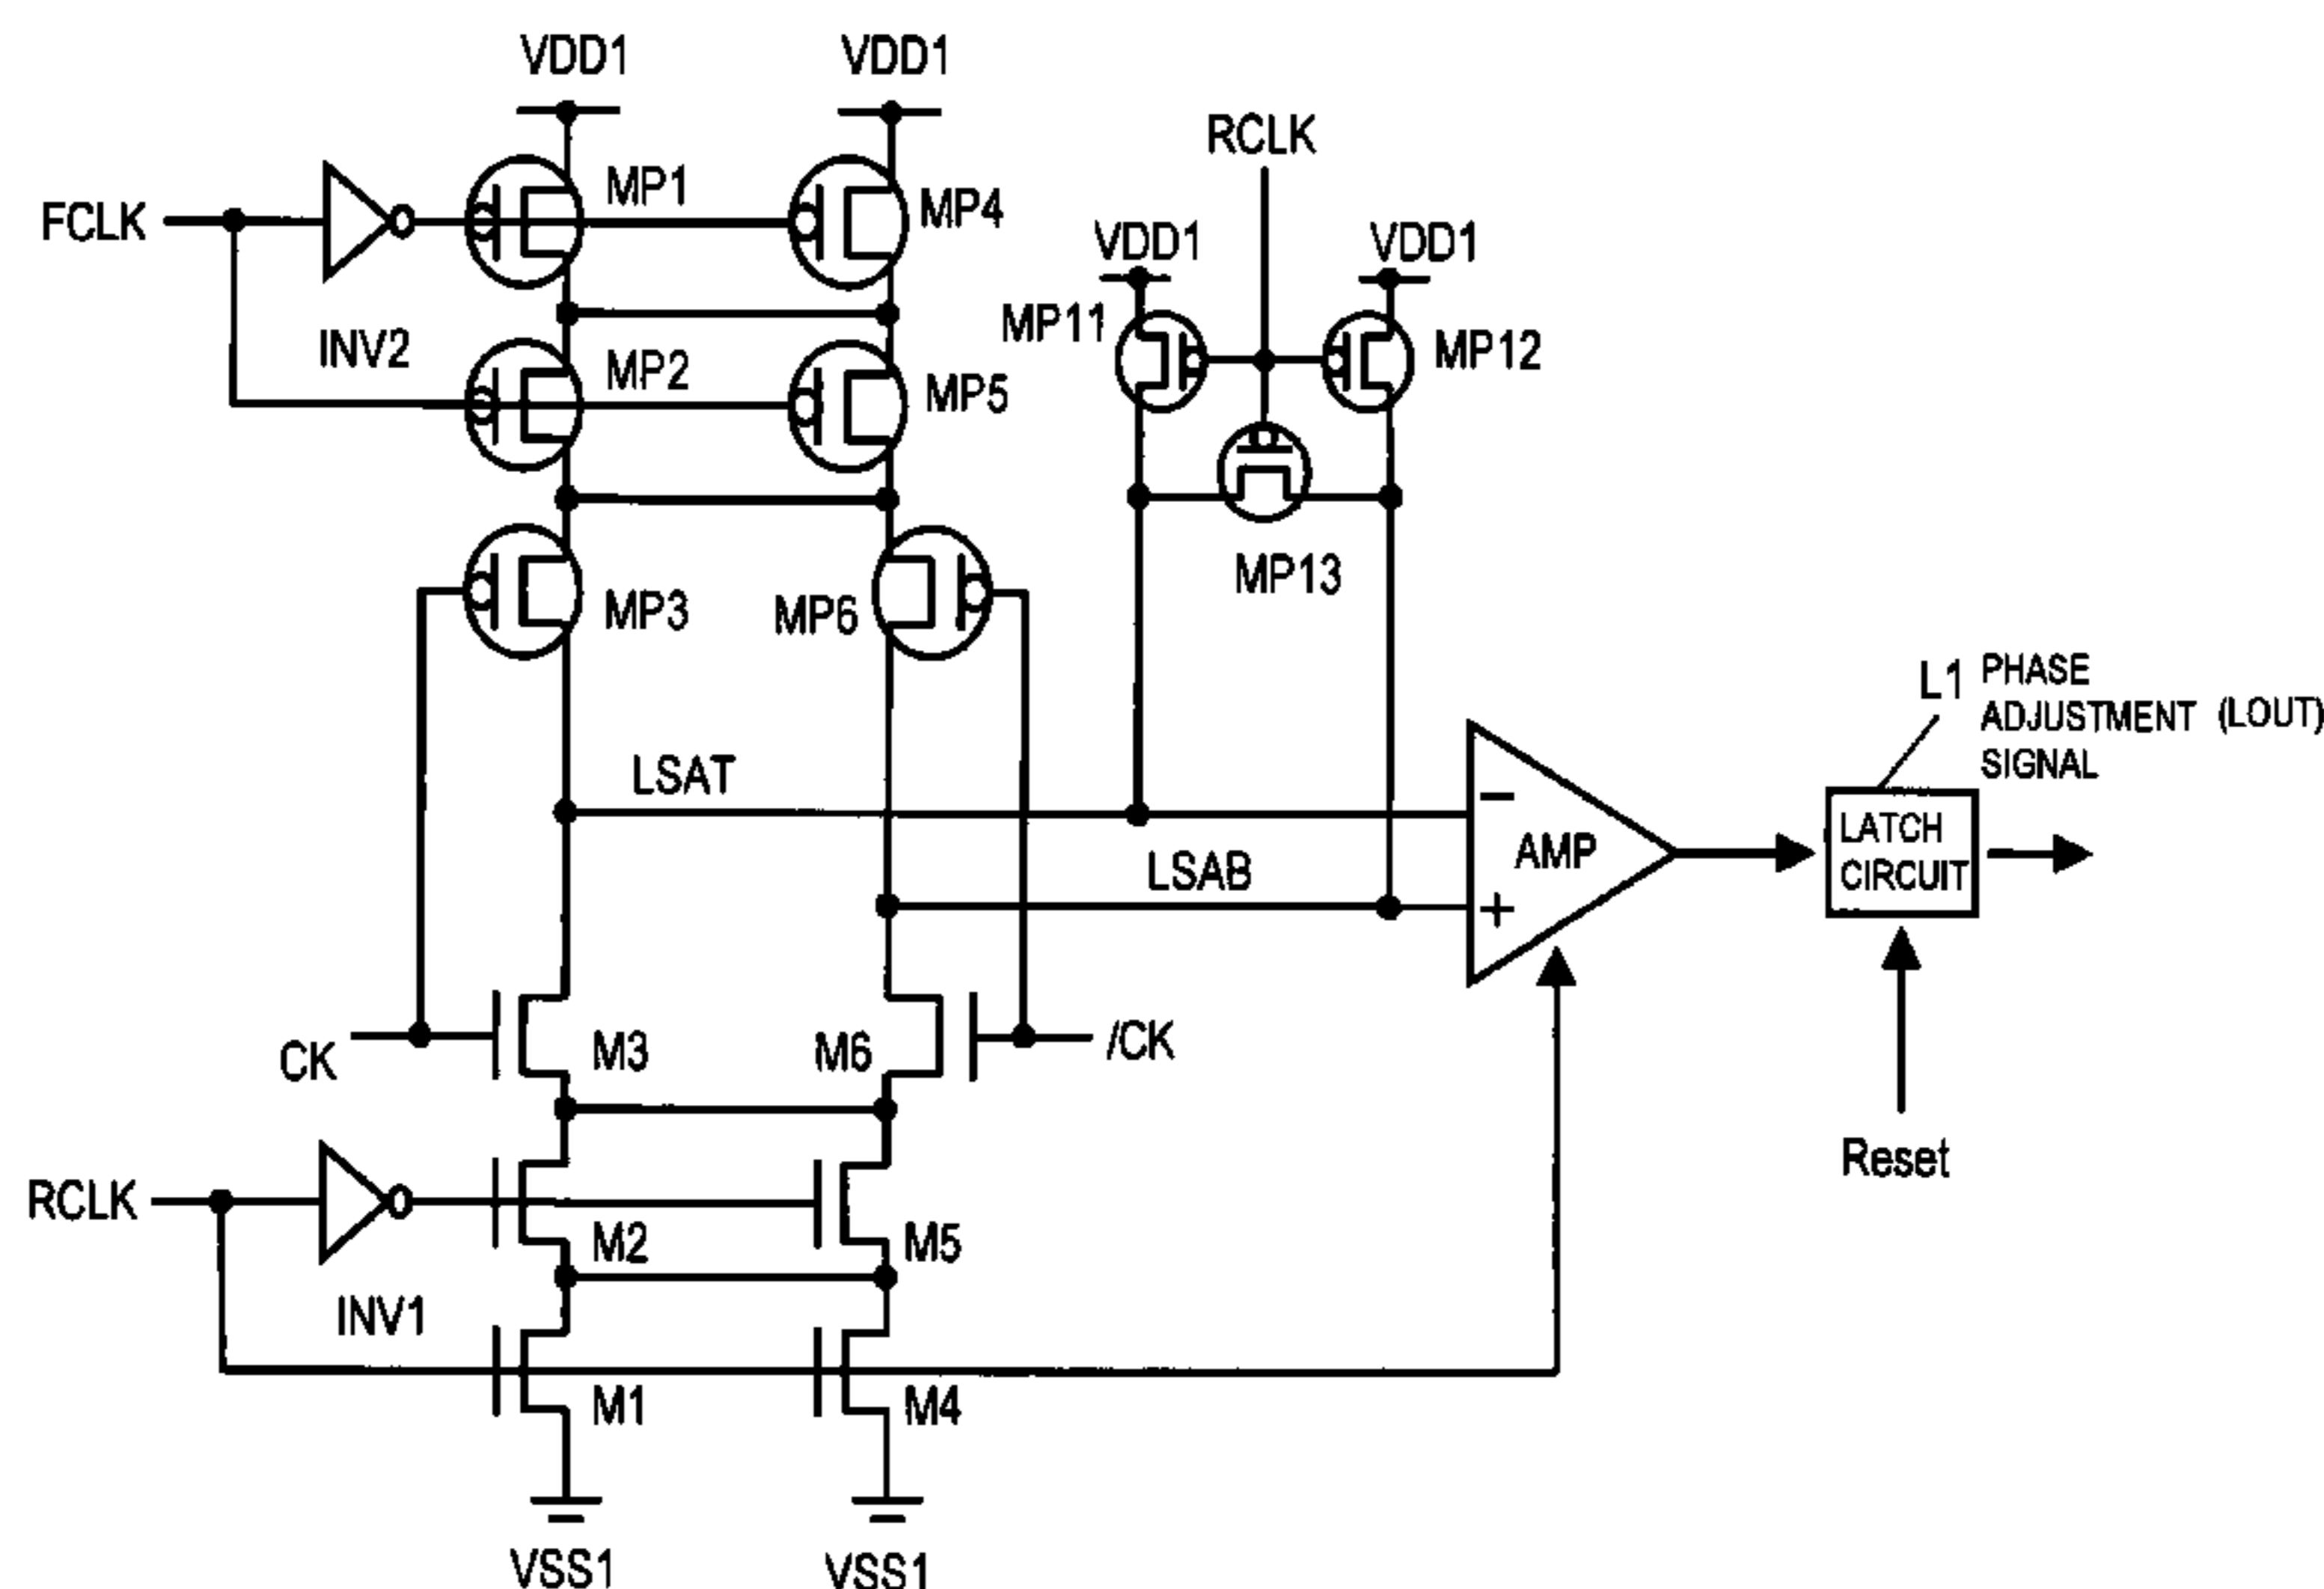 VDD1
VDD1
RCLK
FCLK
MP1
MP4
VDD1
VDD1
INV2
MP2
MP5
MP11
MP12
MP3
MP6
MP13
L1
PHASE
ADJUSTMENT (LOUT)
SIGNAL
LSAT
LSAB
AMP
LATCH
CIRCUIT
CK
M3
M6
/CK
Reset
RCLK
M2
M5
INV1
M1
M4
VSS1
VSS1
−
+